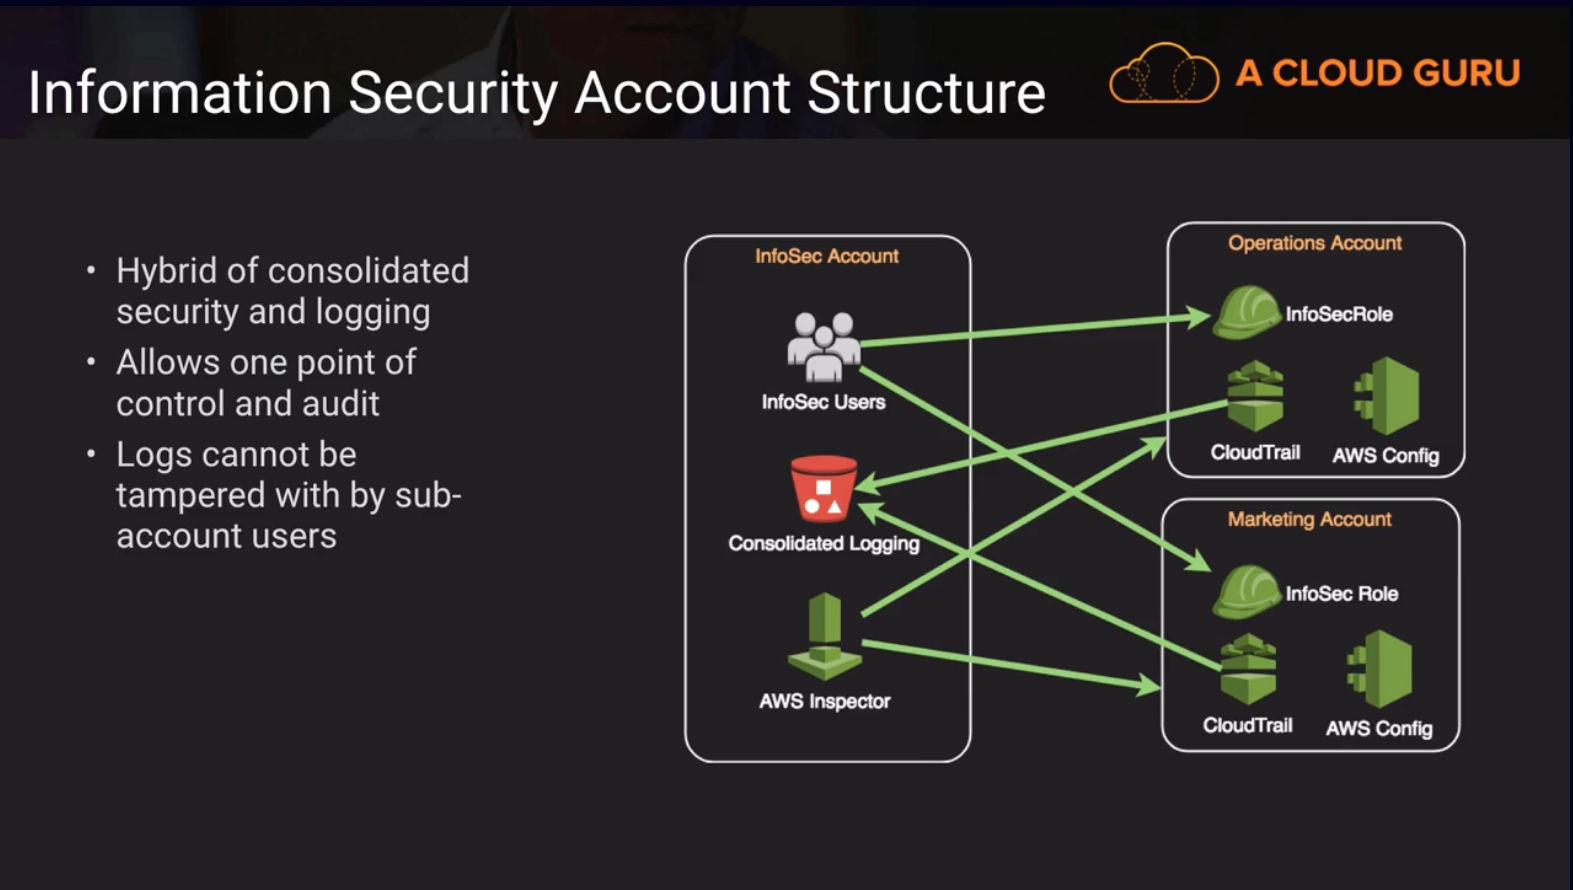 Information Security Account Structure
A CLOUD GURU
• Hybrid of consolidated
security and logging
• Allows one point of
control and audit
• Logs cannot be
tampered with by sub-
account users
InfoSec Account
InfoSec Users
Consolidated Logging
AWS Inspector
Operations Account
InfoSecRole
CloudTrail
AWS Config
Marketing Account
InfoSec Role
CloudTrail
AWS Config